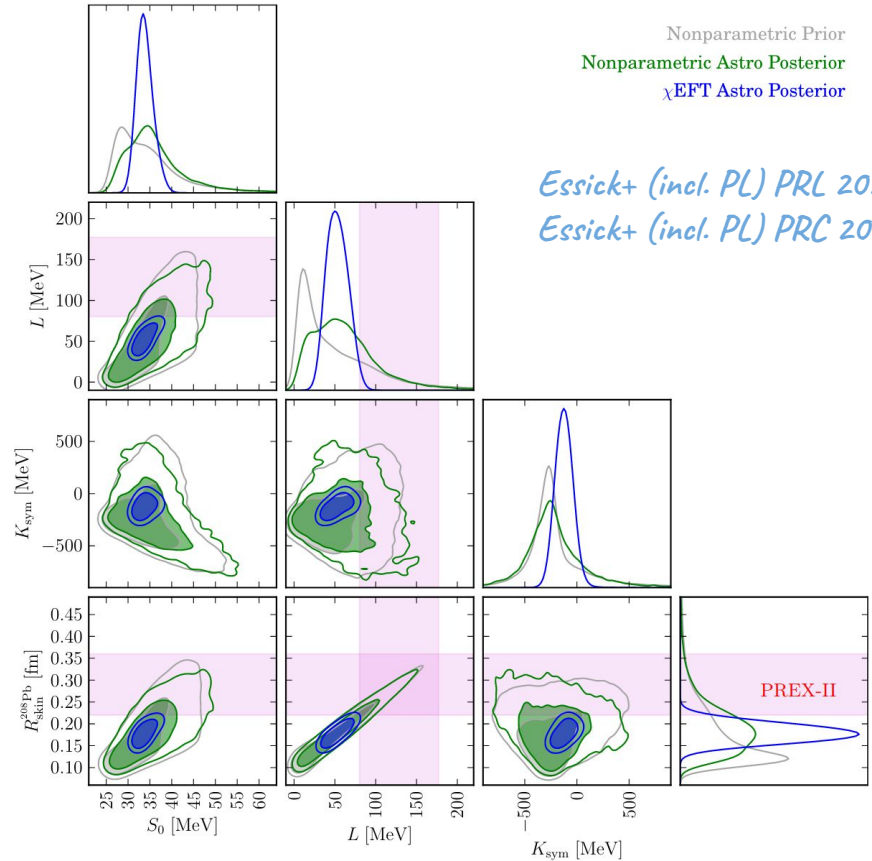 Nonparametric Prior
Nonparametric Astro Posterior
χEFT Astro Posterior
Essick+ (incl. PL) PRL
Essick+ (incl. PL) PRC
200
150
100
50
0
L [MeV]
500
0
−500
K_sym [MeV]
0.45
0.40
0.35
0.30
0.25
0.20
0.15
0.10
R_skin^208Pb [fm]
PREX-II
25 30 35 40 45 50 55 60
S_0 [MeV]
0 50 100 150 200
L [MeV]
−500 0 500
K_sym [MeV]